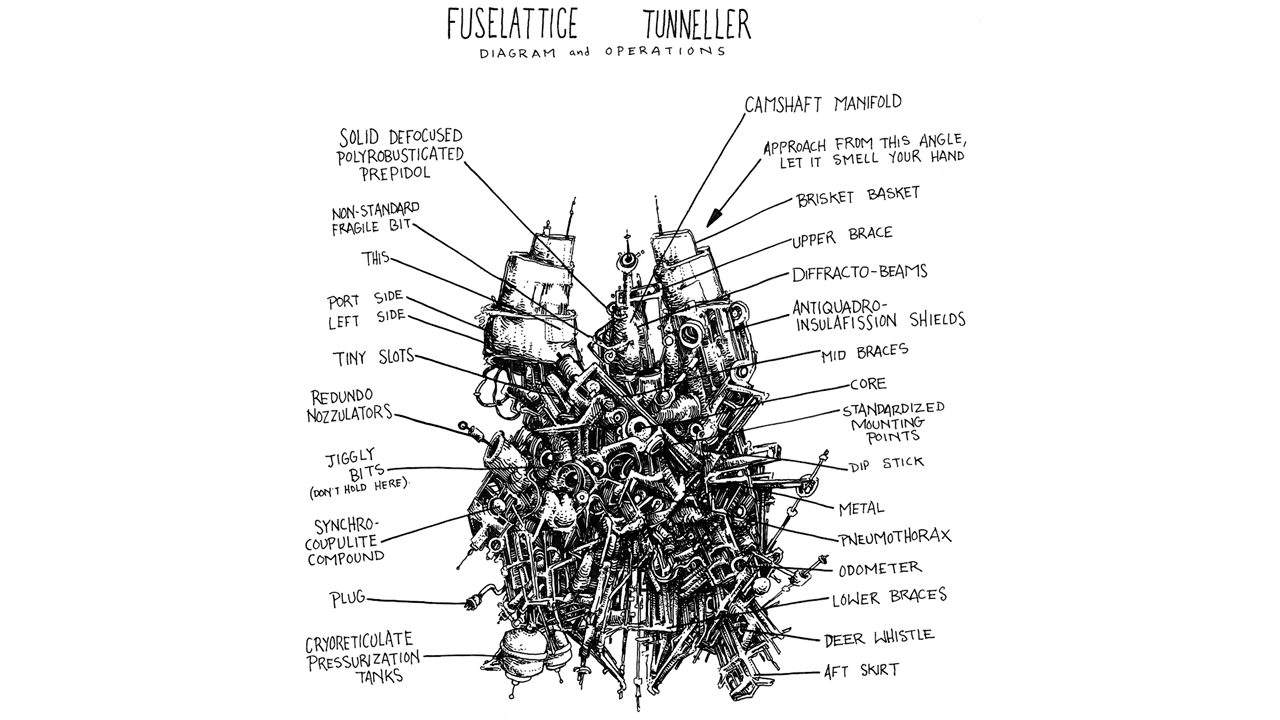 FUSELATTICE TUNNELLER
DIAGRAM and OPERATIONS
SOLID DEFOCUSED
POLYROBUSTICATED
PREPIDOL
NON-STANDARD
FRAGILE BIT
THIS
PORT SIDE
LEFT SIDE
TINY SLOTS
REDUNDO
NOZZULATORS
JIGGLY
BITS
(DON'T HOLD HERE).
SYNCHRO-
COUPULITE
COMPOUND
PLUG
CRYORETICULATE
PRESSURIZATION
TANKS
CAMSHAFT MANIFOLD
APPROACH FROM THIS ANGLE,
LET IT SMELL YOUR HAND
BRISKET BASKET
UPPER BRACE
DIFFRACTO-BEAMS
ANTIQUADRO-
INSULAFISSION SHIELDS
MID BRACES
CORE
STANDARDIZED
MOUNTING
POINTS
DIP STICK
METAL
PNEUMOTHORAX
ODOMETER
LOWER BRACES
DEER WHISTLE
AFT SKIRT